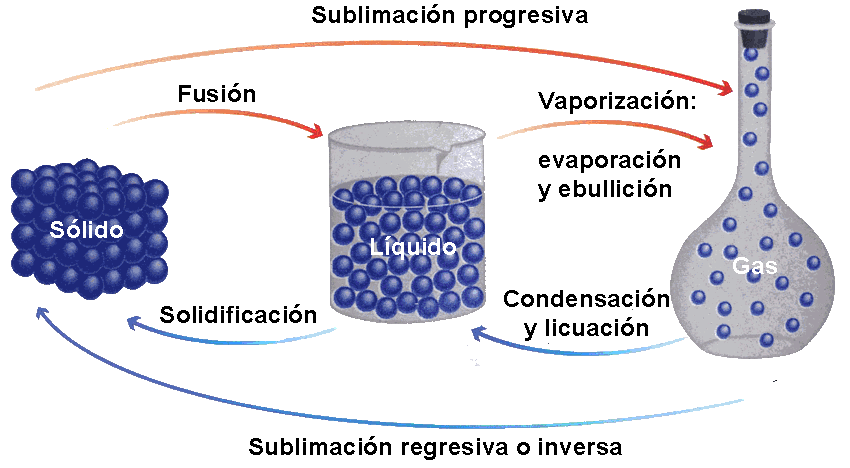 Sublimación progresiva
Fusión
Vaporización:
evaporación
y ebullición
Sólido
Líquido
Gas
Solidificación
Condensación
y licuación
Sublimación regresiva o inversa